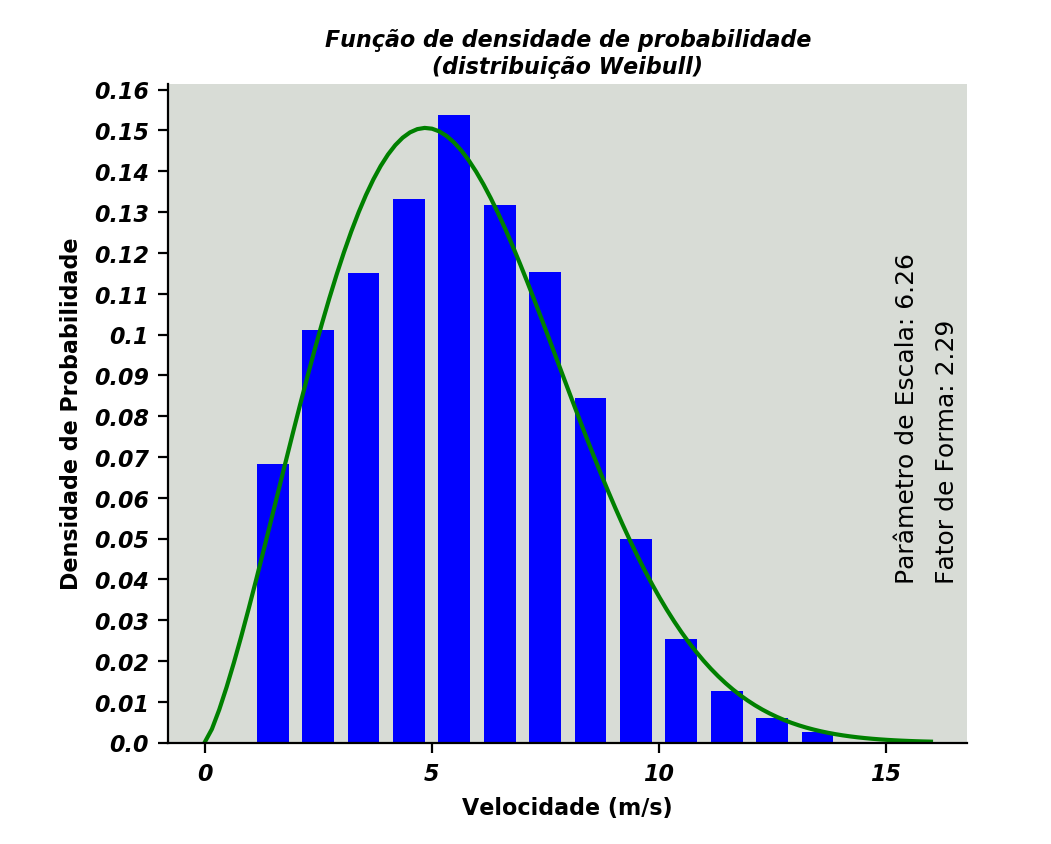 Função de densidade de probabilidade
(distribuição Weibull)
Densidade de Probabilidade
0.16
0.15
0.14
0.13
0.12
0.11
0.1
0.09
0.08
0.07
0.06
0.05
0.04
0.03
0.02
0.01
0.0
Parâmetro de Escala: 6.26
Fator de Forma: 2.29
0 5 10 15
Velocidade (m/s)